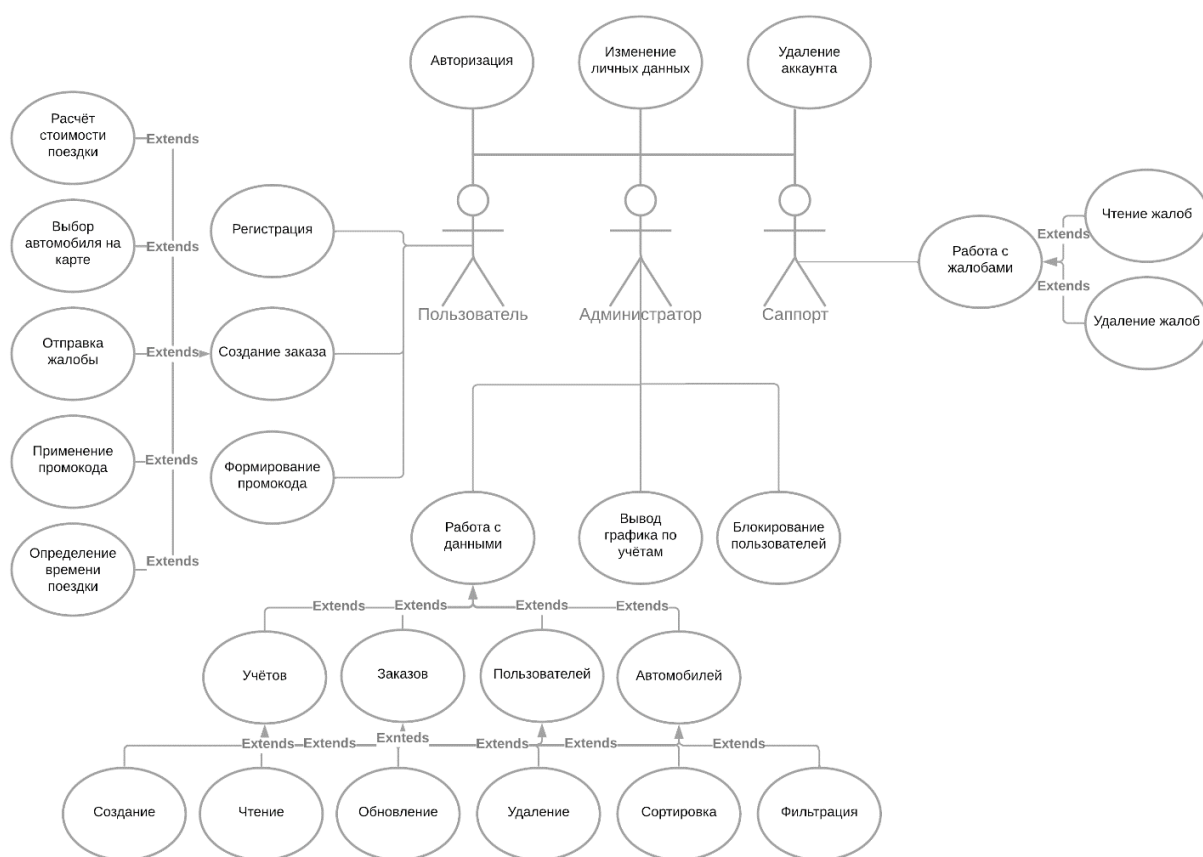 Авторизация
Изменение
личных данных
Удаление
аккаунта
Расчёт
стоимости
поездки
Extends
Выбор
автомобиля на
карте
Extends
Регистрация
Чтение жалоб
Extends
Работа с
жалобами
Extends
Удаление жалоб
Пользователь
Администратор
Саппорт
Отправка
жалобы
Extends
Создание заказа
Применение
промокода
Extends
Формирование
промокода
Определение
времени
поездки
Extends
Работа с
данными
Вывод
графика по
учётам
Блокирование
пользователей
Extends
Extends
Extends
Extends
Учётов
Заказов
Пользователей
Автомобилей
Extends
Extends
Exnteds
Extends
Extends
Extends
Создание
Чтение
Обновление
Удаление
Сортировка
Фильтрация